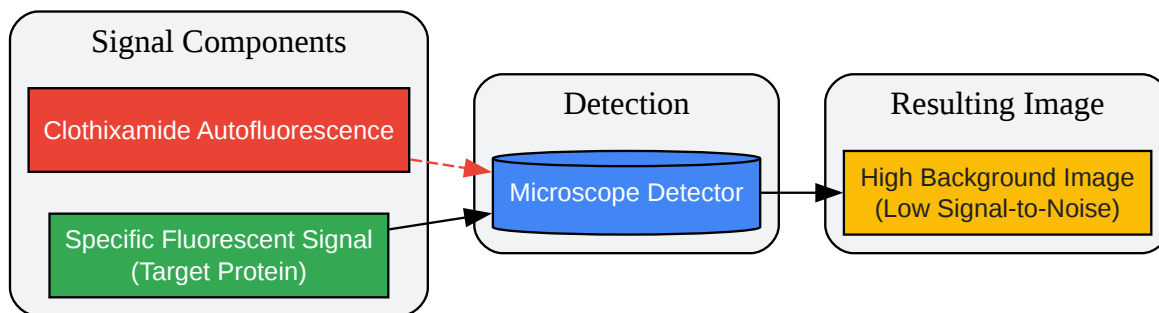 Signal Components
Clothixamide Autofluorescence
Specific Fluorescent Signal
(Target Protein)
Detection
Microscope Detector
Resulting Image
High Background Image
(Low Signal-to-Noise)